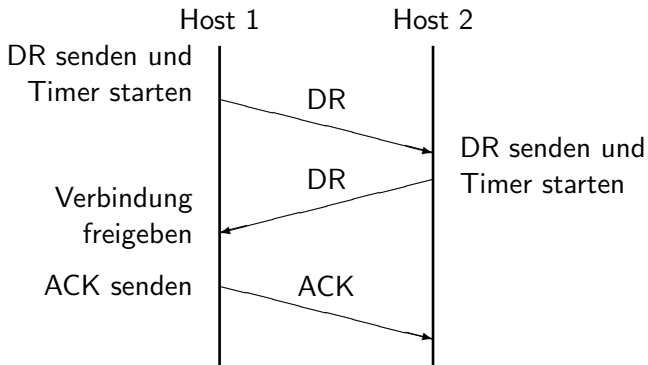 Host 1
Host 2
DR senden und
Timer starten
DR
DR senden und
Timer starten
DR
Verbindung
freigeben
ACK senden
ACK